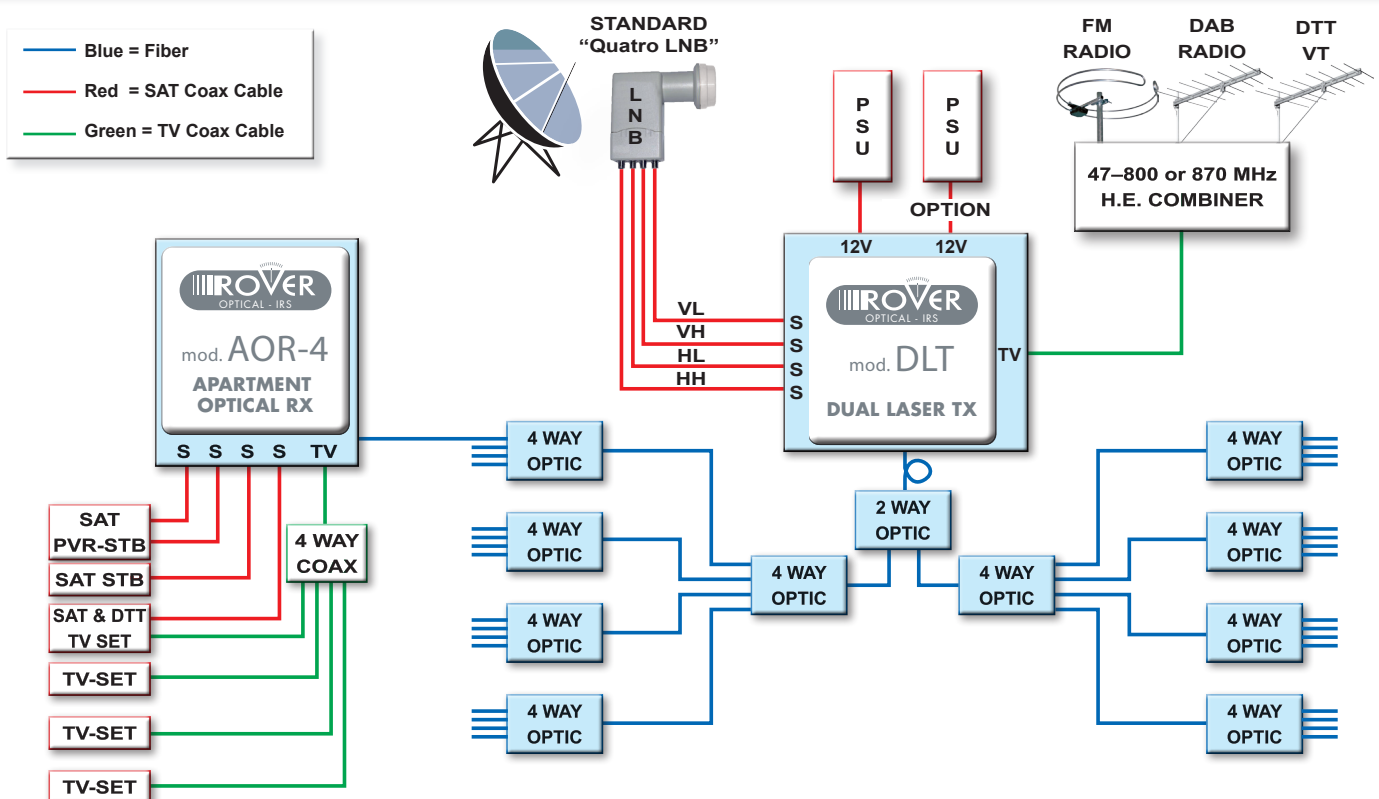 Blue = Fiber
Red = SAT Coax Cable
Green = TV Coax Cable
STANDARD
“Quatro LNB”
L
N
B
P
S
U
P
S
U
OPTION
FM
RADIO
DAB
RADIO
DTT
VT
47–800 or 870 MHz
H.E. COMBINER
12V
12V
ROVER
OPTICAL - IRS
mod. DLT
DUAL LASER TX
VL
VH
HL
HH
S
S
S
S
TV
ROVER
OPTICAL - IRS
mod. AOR-4
APARTMENT
OPTICAL RX
S S S S TV
SAT
PVR-STB
SAT STB
SAT & DTT
TV SET
TV-SET
TV-SET
TV-SET
4 WAY
COAX
4 WAY
OPTIC
4 WAY
OPTIC
4 WAY
OPTIC
4 WAY
OPTIC
4 WAY
OPTIC
2 WAY
OPTIC
4 WAY
OPTIC
4 WAY
OPTIC
4 WAY
OPTIC
4 WAY
OPTIC
4 WAY
OPTIC